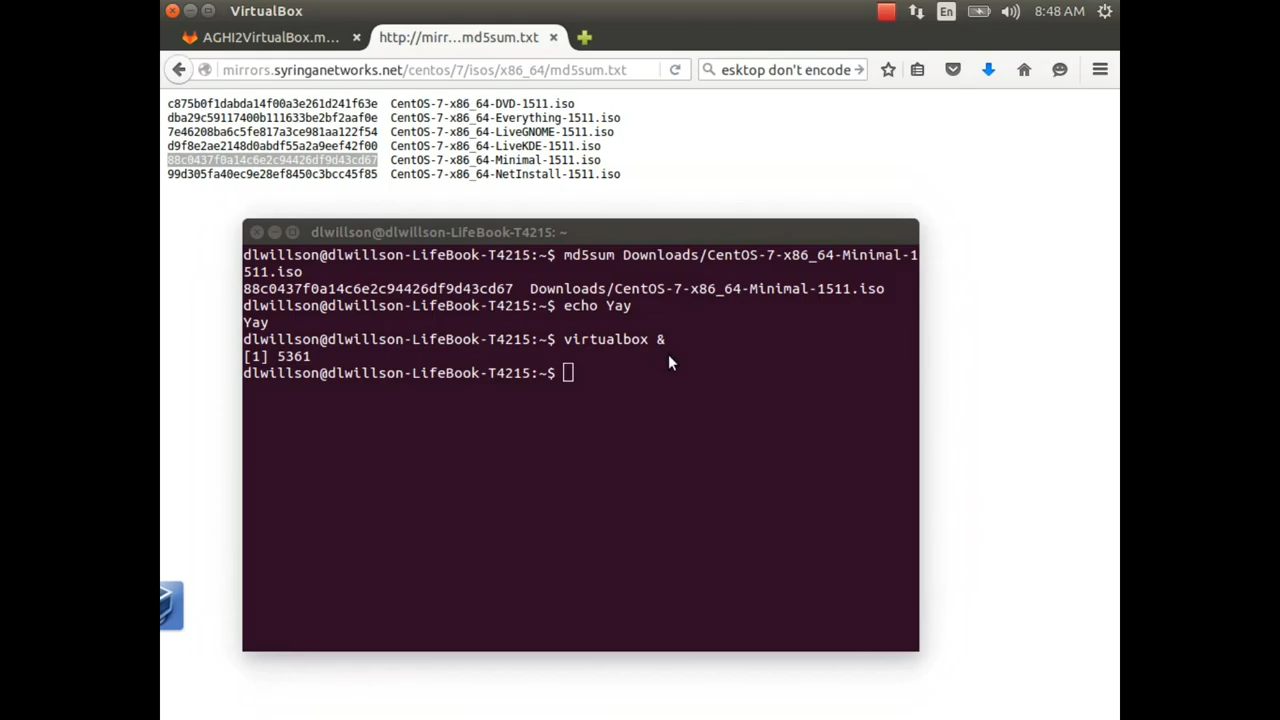 VirtualBox
En
8:48 AM
AGHI2VirtualBox.m...
http://mirr...md5sum.txt
mirrors.syringanetworks.net/centos/7/isos/x86_64/md5sum.txt
esktop don't encode
c875b0f1dabda14f00a3e261d241f63e CentOS-7-x86_64-DVD-1511.iso
dba29c59117400b111633be2bf2aaf0e CentOS-7-x86_64-Everything-1511.iso
7e46208ba6c5fe817a3ce981aa122f54 CentOS-7-x86_64-LiveGNOME-1511.iso
d9f8e2ae2148d0abdf55a2a9eef42f00 CentOS-7-x86_64-LiveKDE-1511.iso
88c0437f0a14c6e2c94426df9d43cd67 CentOS-7-x86_64-Minimal-1511.iso
99d305fa40ec9e28ef8450c3bcc45f85 CentOS-7-x86_64-NetInstall-1511.iso
dlwillson@dlwillson-LifeBook-T4215: ~
dlwillson@dlwillson-LifeBook-T4215:~$ md5sum Downloads/CentOS-7-x86_64-Minimal-1
511.iso
88c0437f0a14c6e2c94426df9d43cd67 Downloads/CentOS-7-x86_64-Minimal-1511.iso
dlwillson@dlwillson-LifeBook-T4215:~$ echo Yay
Yay
dlwillson@dlwillson-LifeBook-T4215:~$ virtualbox &
[1] 5361
dlwillson@dlwillson-LifeBook-T4215:~$